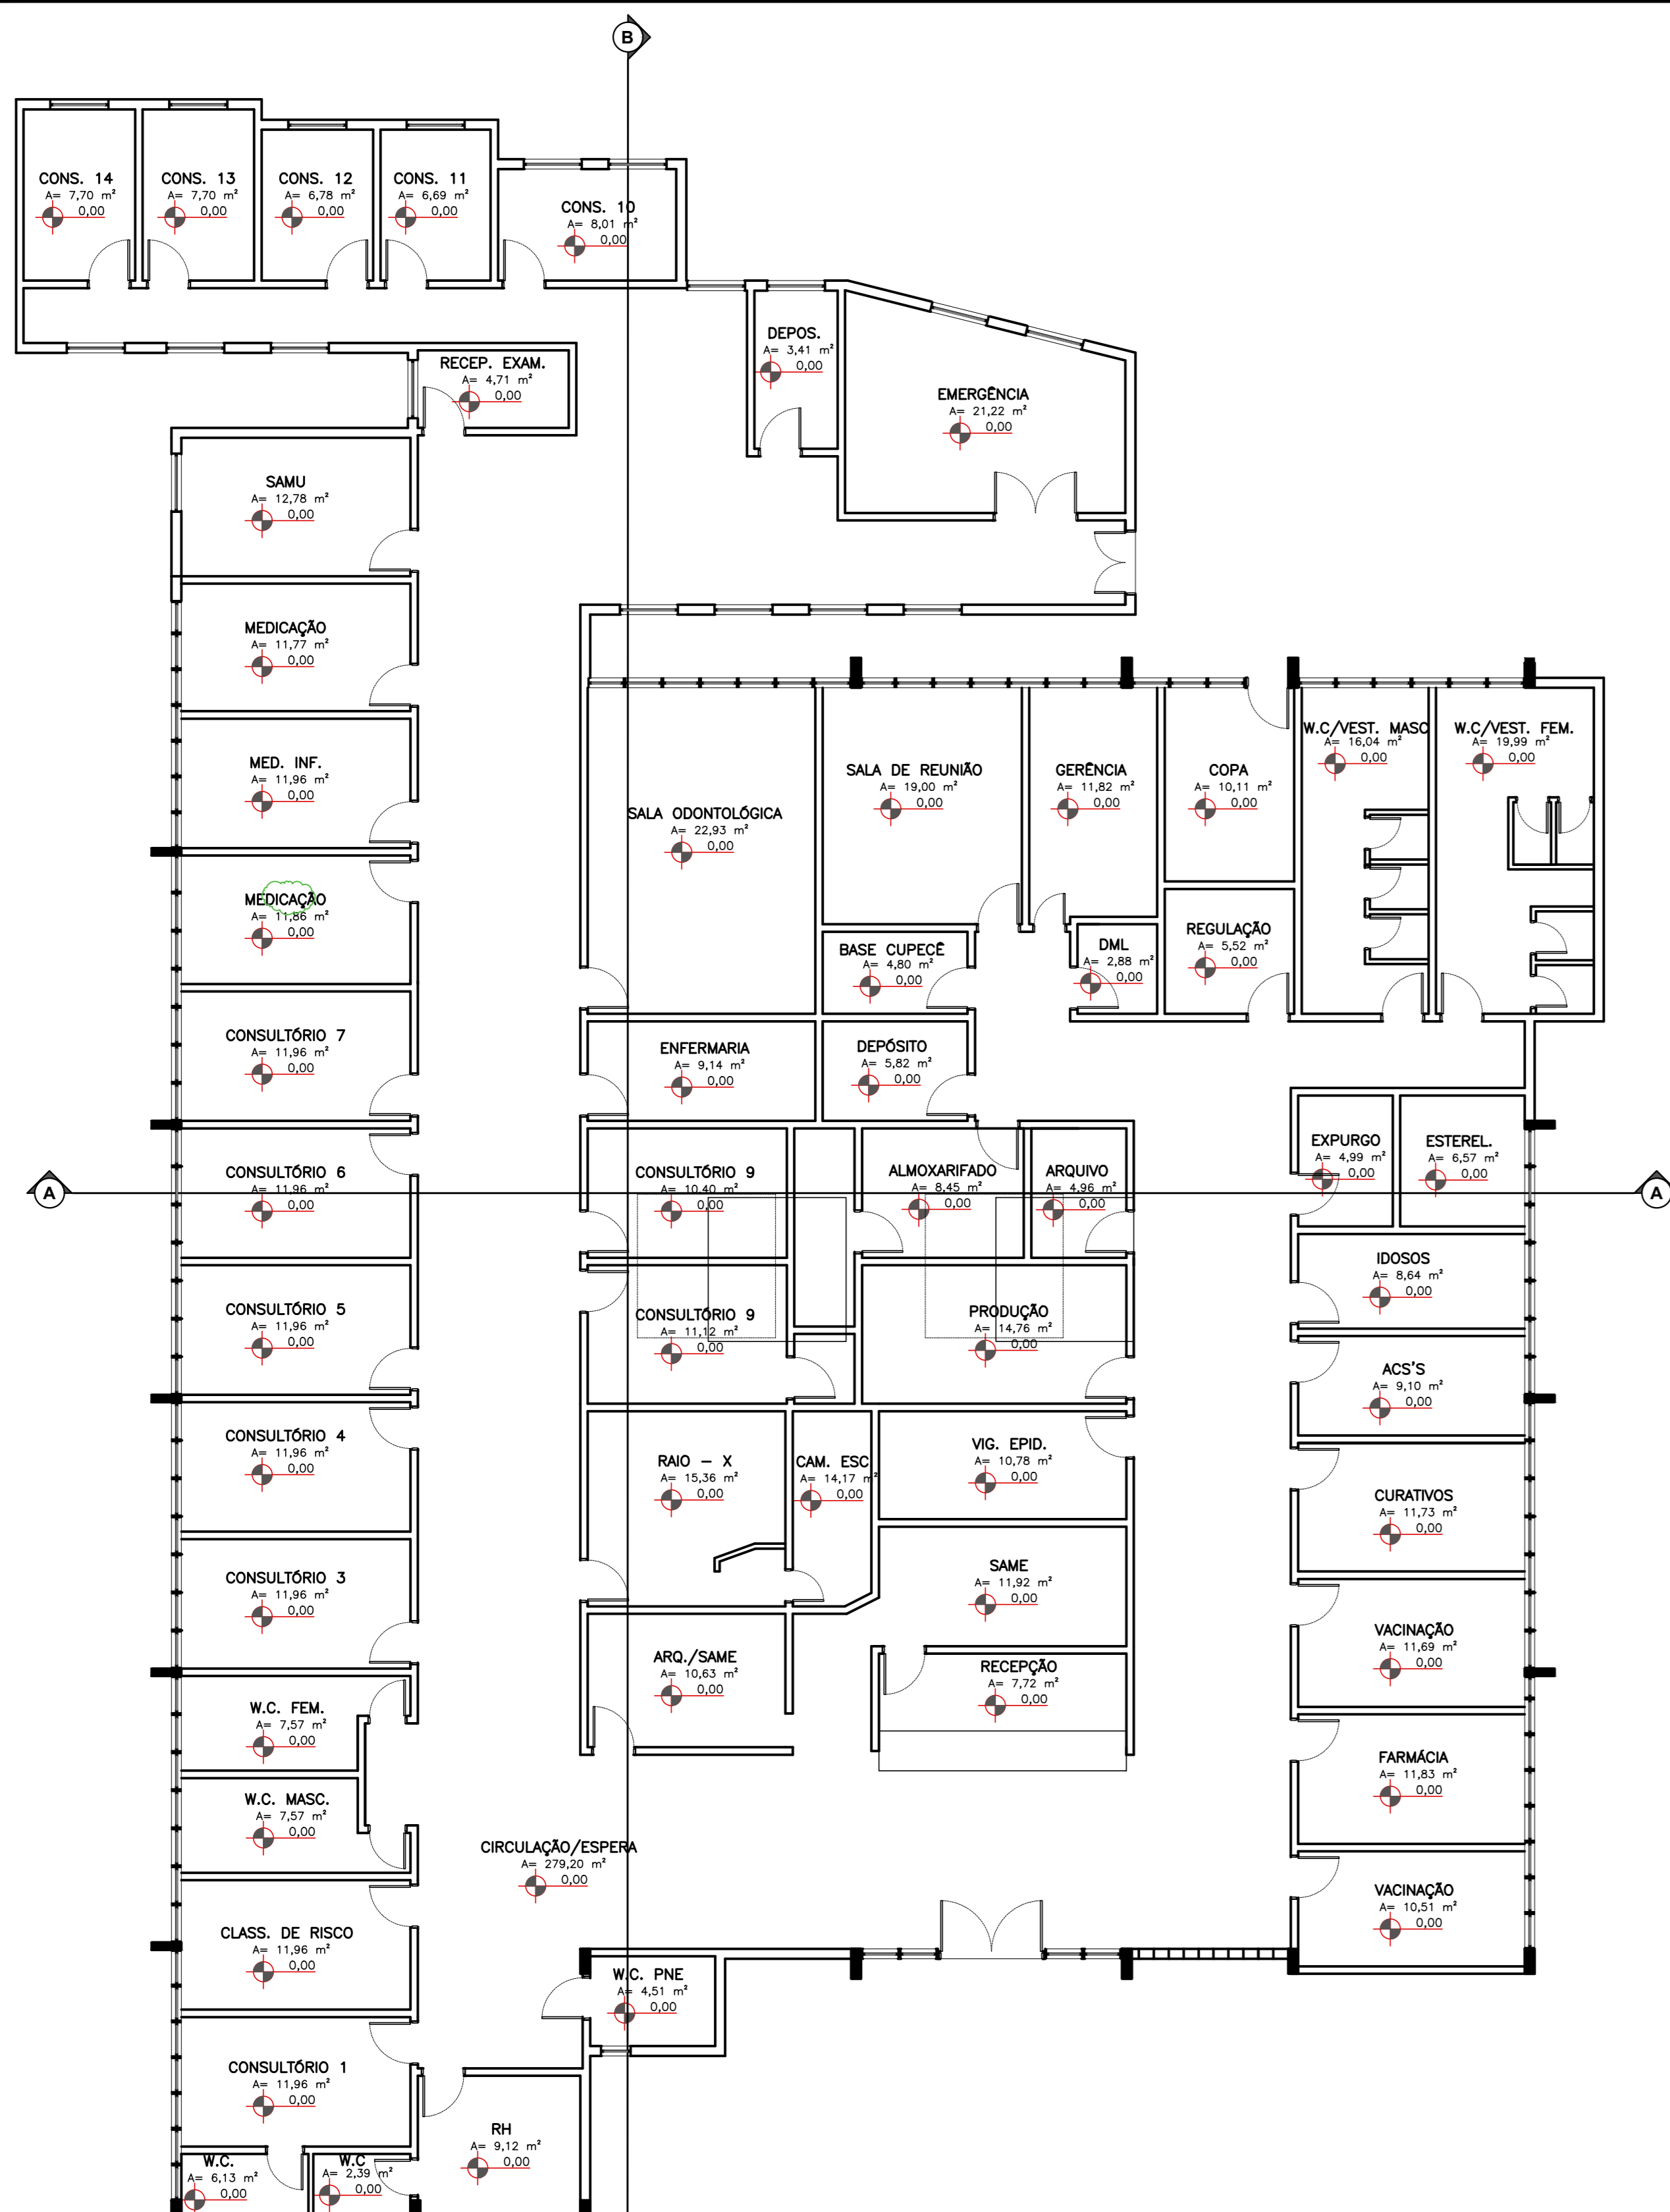 B
CONS. 14
A= 7,70 m²
0,00
CONS. 13
A= 7,70 m²
0,00
CONS. 12
A= 6,78 m²
0,00
CONS. 11
A= 6,69 m²
0,00
CONS. 10
A= 8,01 m²
0,00
DEPOS.
A= 3,41 m²
0,00
RECEP. EXAM.
A= 4,71 m²
0,00
EMERGÊNCIA
A= 21,22 m²
0,00
SAMU
A= 12,78 m²
0,00
MEDICAÇÃO
A= 11,77 m²
0,00
MED. INF.
A= 11,96 m²
0,00
SALA ODONTOLÓGICA
A= 22,93 m²
0,00
SALA DE REUNIÃO
A= 19,00 m²
0,00
GERÊNCIA
A= 11,82 m²
0,00
COPA
A= 10,11 m²
0,00
W.C/VEST. MASC
A= 16,04 m²
0,00
W.C/VEST. FEM.
A= 19,99 m²
0,00
MEDICAÇÃO
A= 11,86 m²
0,00
BASE CUPECÊ
A= 4,80 m²
0,00
DML
A= 2,88 m²
0,00
REGULAÇÃO
A= 5,52 m²
0,00
CONSULTÓRIO 7
A= 11,96 m²
0,00
ENFERMARIA
A= 9,14 m²
0,00
DEPÓSITO
A= 5,82 m²
0,00
A
CONSULTÓRIO 6
A= 11,96 m²
0,00
CONSULTÓRIO 9
A= 10,40 m²
0,00
ALMOXARIFADO
A= 8,45 m²
0,00
ARQUIVO
A= 4,96 m²
0,00
EXPURGO
A= 4,99 m²
0,00
ESTEREL.
A= 6,57 m²
0,00
A
CONSULTÓRIO 5
A= 11,96 m²
0,00
CONSULTÓRIO 9
A= 11,12 m²
0,00
PRODUÇÃO
A= 14,76 m²
0,00
IDOSOS
A= 8,64 m²
0,00
ACS'S
A= 9,10 m²
0,00
CONSULTÓRIO 4
A= 11,96 m²
0,00
RAIO – X
A= 15,36 m²
0,00
CAM. ESC
A= 14,17 m²
0,00
VIG. EPID.
A= 10,78 m²
0,00
CURATIVOS
A= 11,73 m²
0,00
CONSULTÓRIO 3
A= 11,96 m²
0,00
SAME
A= 11,92 m²
0,00
VACINAÇÃO
A= 11,69 m²
0,00
ARQ./SAME
A= 10,63 m²
0,00
RECEPÇÃO
A= 7,72 m²
0,00
W.C. FEM.
A= 7,57 m²
0,00
FARMÁCIA
A= 11,83 m²
0,00
W.C. MASC.
A= 7,57 m²
0,00
CIRCULAÇÃO/ESPERA
A= 279,20 m²
0,00
VACINAÇÃO
A= 10,51 m²
0,00
CLASS. DE RISCO
A= 11,96 m²
0,00
W.C. PNE
A= 4,51 m²
0,00
CONSULTÓRIO 1
A= 11,96 m²
0,00
RH
A= 9,12 m²
0,00
W.C.
A= 6,13 m²
0,00
W.C
A= 2,39 m²
0,00